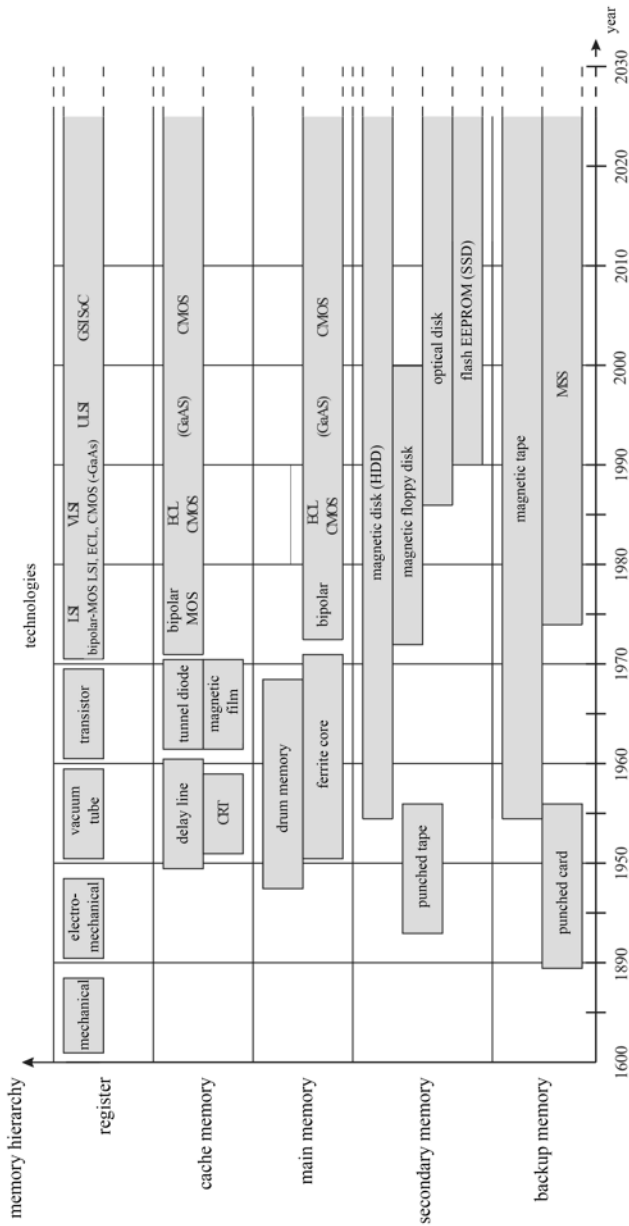 memory hierarchy
technologies
register
mechanical
electro-
mechanical
vacuum
tube
transistor
LSI VLSI ULSI GSI SoC
bipolar-MOS LSI, ECL, CMOS (-GaAs)
cache memory
delay line
CRT
tunnel diode
magnetic
film
bipolar
MOS
ECL
CMOS
(GaAS)
CMOS
main memory
drum memory
ferrite core
bipolar
ECL
CMOS
(GaAS)
CMOS
secondary memory
magnetic disk (HDD)
punched tape
magnetic floppy disk
optical disk
flash EEPROM (SSD)
backup memory
magnetic tape
punched card
MSS
1600 1890 1950 1960 1970 1980 1990 2000 2010 2020 2030
year